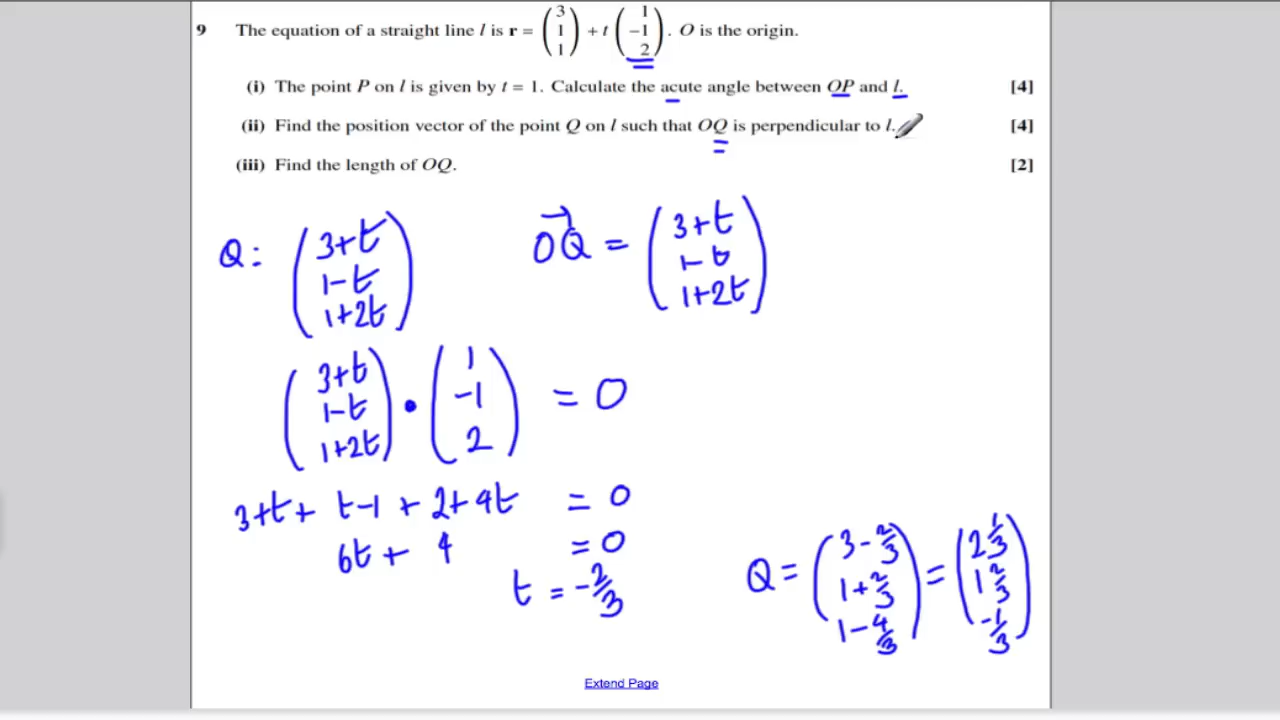 9 The equation of a straight line l is r = (3 1 1) + t (1 −1 2). O is the origin.
(i) The point P on l is given by t = 1. Calculate the acute angle between OP and l. [4]
(ii) Find the position vector of the point Q on l such that OQ is perpendicular to l. [4]
(iii) Find the length of OQ. [2]
Q: (3+t 1−t 1+2t) OQ = (3+t 1−t 1+2t)
(3+t 1−t 1+2t) • (1 −1 2) = 0
3+t + t−1 + 2+4t = 0
6t + 4 = 0
t = −2/3
Q = (3−2/3 1+2/3 1−4/3) = (2 1/3 1 2/3 −1/3)
Extend Page